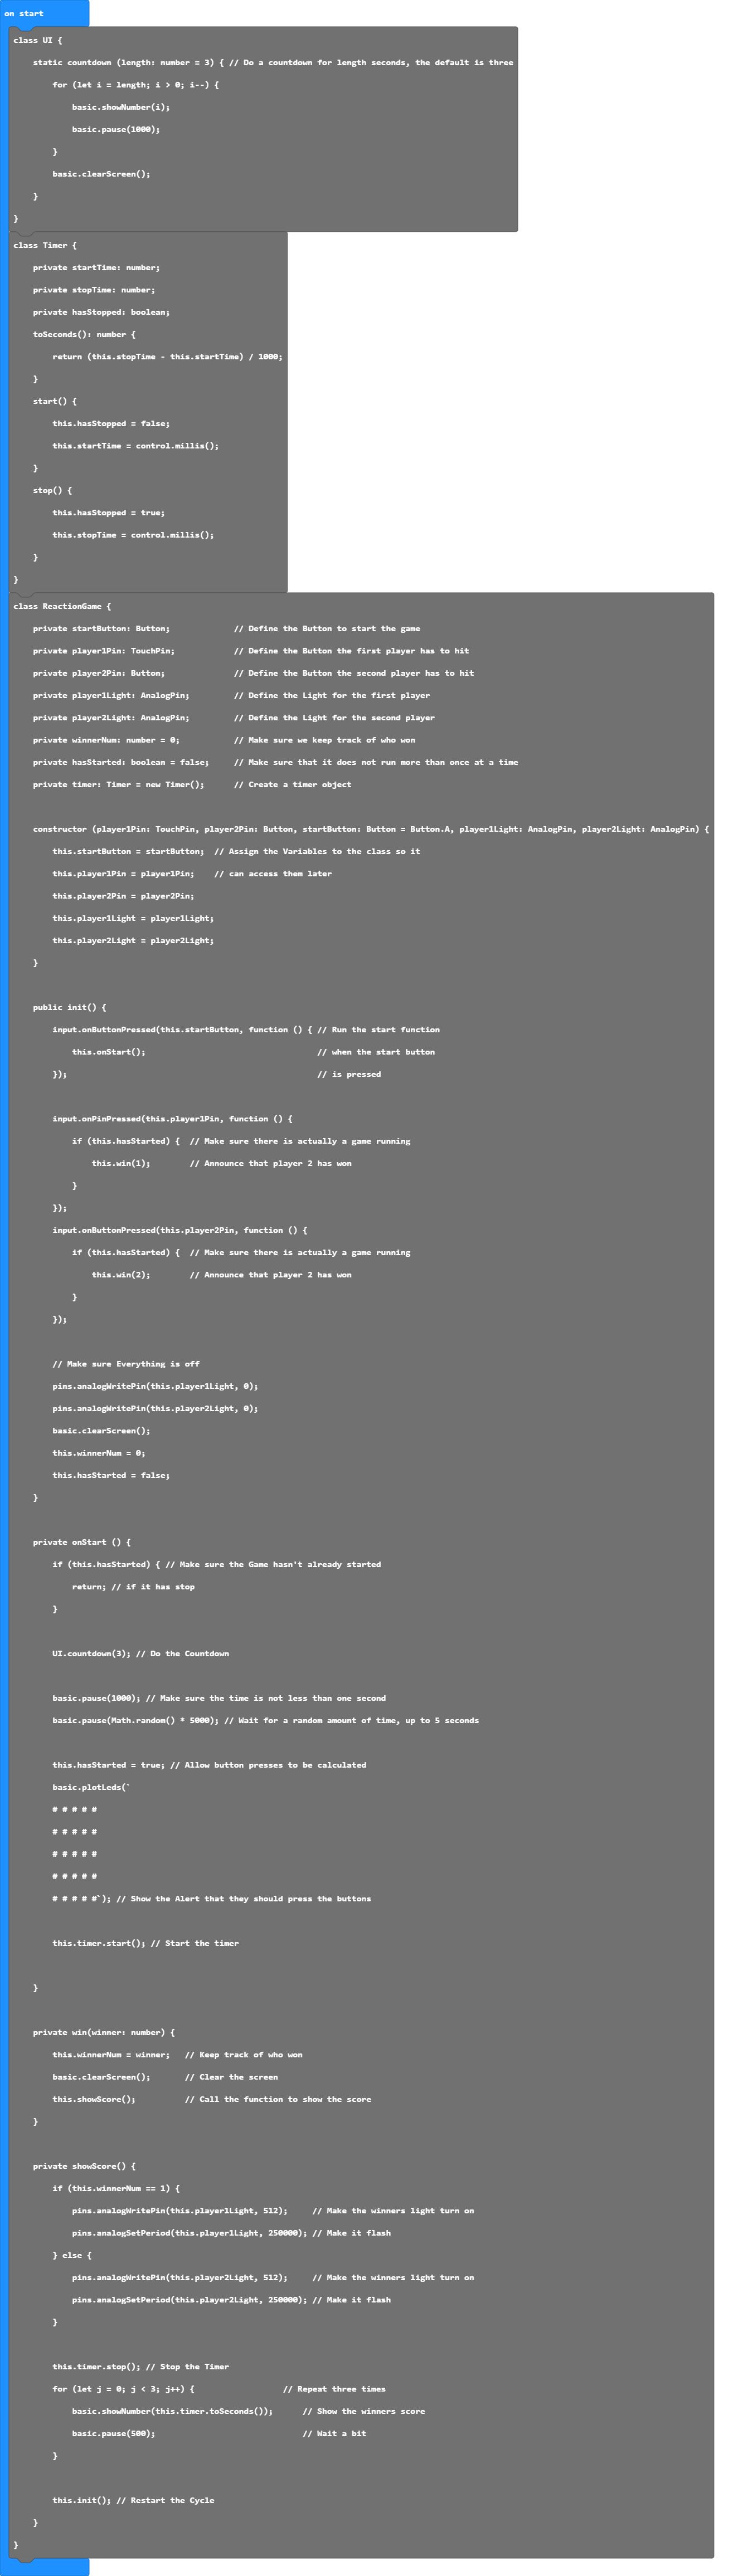 on start
class UI {
    static countdown (length: number = 3) { // Do a countdown for length seconds, the default is three
        for (let i = length; i > 0; i--) {
            basic.showNumber(i);
            basic.pause(1000);
        }
        basic.clearScreen();
    }
}
class Timer {
    private startTime: number;
    private stopTime: number;
    private hasStopped: boolean;
    toSeconds(): number {
        return (this.stopTime - this.startTime) / 1000;
    }
    start() {
        this.hasStopped = false;
        this.startTime = control.millis();
    }
    stop() {
        this.hasStopped = true;
        this.stopTime = control.millis();
    }
}
class ReactionGame {
    private startButton: Button;             // Define the Button to start the game
    private player1Pin: TouchPin;            // Define the Button the first player has to hit
    private player2Pin: Button;              // Define the Button the second player has to hit
    private player1Light: AnalogPin;         // Define the Light for the first player
    private player2Light: AnalogPin;         // Define the Light for the second player
    private winnerNum: number = 0;           // Make sure we keep track of who won
    private hasStarted: boolean = false;     // Make sure that it does not run more than once at a time
    private timer: Timer = new Timer();      // Create a timer object
    constructor (player1Pin: TouchPin, player2Pin: Button, startButton: Button = Button.A, player1Light: AnalogPin, player2Light: AnalogPin) {
        this.startButton = startButton;  // Assign the Variables to the class so it
        this.player1Pin = player1Pin;    // can access them later
        this.player2Pin = player2Pin;
        this.player1Light = player1Light;
        this.player2Light = player2Light;
    }
    public init() {
        input.onButtonPressed(this.startButton, function () { // Run the start function
            this.onStart();                                   // when the start button
        });                                                   // is pressed
        input.onPinPressed(this.player1Pin, function () {
            if (this.hasStarted) {  // Make sure there is actually a game running
                this.win(1);        // Announce that player 2 has won
            }
        });
        input.onButtonPressed(this.player2Pin, function () {
            if (this.hasStarted) {  // Make sure there is actually a game running
                this.win(2);        // Announce that player 2 has won
            }
        });
        // Make sure Everything is off
        pins.analogWritePin(this.player1Light, 0);
        pins.analogWritePin(this.player2Light, 0);
        basic.clearScreen();
        this.winnerNum = 0;
        this.hasStarted = false;
    }
    private onStart () {
        if (this.hasStarted) { // Make sure the Game hasn't already started
            return; // if it has stop
        }
        UI.countdown(3); // Do the Countdown
        basic.pause(1000); // Make sure the time is not less than one second
        basic.pause(Math.random() * 5000); // Wait for a random amount of time, up to 5 seconds
        this.hasStarted = true; // Allow button presses to be calculated
        basic.plotLeds(`
        # # # # #
        # # # # #
        # # # # #
        # # # # #
        # # # # #`); // Show the Alert that they should press the buttons
        this.timer.start(); // Start the timer
    }
    private win(winner: number) {
        this.winnerNum = winner;   // Keep track of who won
        basic.clearScreen();       // Clear the screen
        this.showScore();          // Call the function to show the score
    }
    private showScore() {
        if (this.winnerNum == 1) {
            pins.analogWritePin(this.player1Light, 512);     // Make the winners light turn on
            pins.analogSetPeriod(this.player1Light, 250000); // Make it flash
        } else {
            pins.analogWritePin(this.player2Light, 512);     // Make the winners light turn on
            pins.analogSetPeriod(this.player2Light, 250000); // Make it flash
        }
        this.timer.stop(); // Stop the Timer
        for (let j = 0; j < 3; j++) {                  // Repeat three times
            basic.showNumber(this.timer.toSeconds());      // Show the winners score
            basic.pause(500);                              // Wait a bit
        }
        this.init(); // Restart the Cycle
    }
}